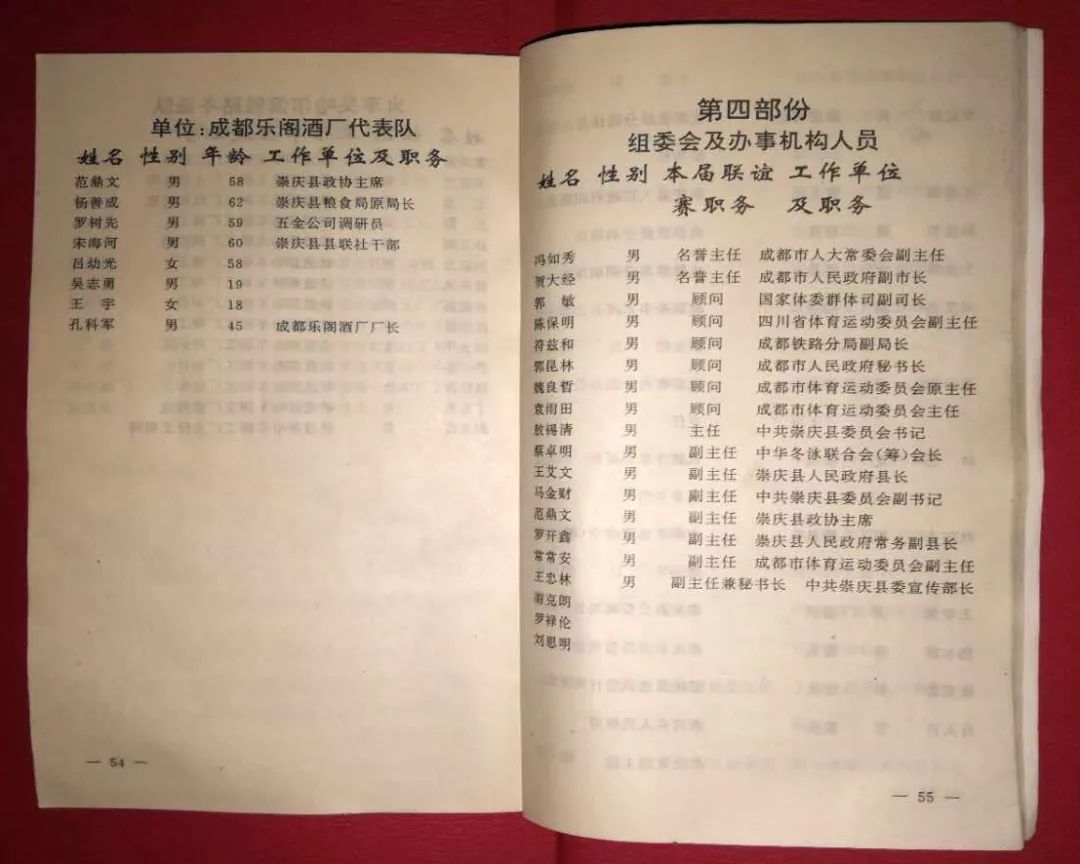 单位：成都乐阁酒厂代表队
姓名 性别 年龄 工作单位及职务
范鼎文 男 58 崇庆县政协主席
杨善成 男 62 崇庆县粮食局原局长
罗树先 男 59 五金公司调研员
宋海河 男 60 崇庆县县联社干部
吕幼光 女 58
吴志勇 男 19
王 宇 女 18
孔科军 男 45 成都乐阁酒厂厂长
— 54 —
第四部份
组委会及办事机构人员
姓名 性别 本届联谊 工作单位
赛职务 及职务
冯如秀 男 名誉主任 成都市人大常委会副主任
贺大经 男 名誉主任 成都市人民政府副市长
郭 敏 男 顾问 国家体委群体司副司长
陈保明 男 顾问 四川省体育运动委员会副主任
符兹和 男 顾问 成都铁路分局副局长
郭昆林 男 顾问 成都市人民政府秘书长
魏良哲 男 顾问 成都市体育运动委员会原主任
袁雨田 男 顾问 成都市体育运动委员会主任
敖锡清 男 主任 中共崇庆县委员会书记
蔡卓明 男 副主任 中华冬泳联合会(筹)会长
王艾文 男 副主任 崇庆县人民政府县长
马金财 男 副主任 中共崇庆县委员会副书记
范鼎文 男 副主任 崇庆县政协主席
罗开鑫 男 副主任 崇庆县人民政府常务副县长
常常安 男 副主任 成都市体育运动委员会副主任
王忠林 男 副主任兼秘书长 中共崇庆县委宣传部长
游克朗
罗禄伦
刘思明
— 55 —